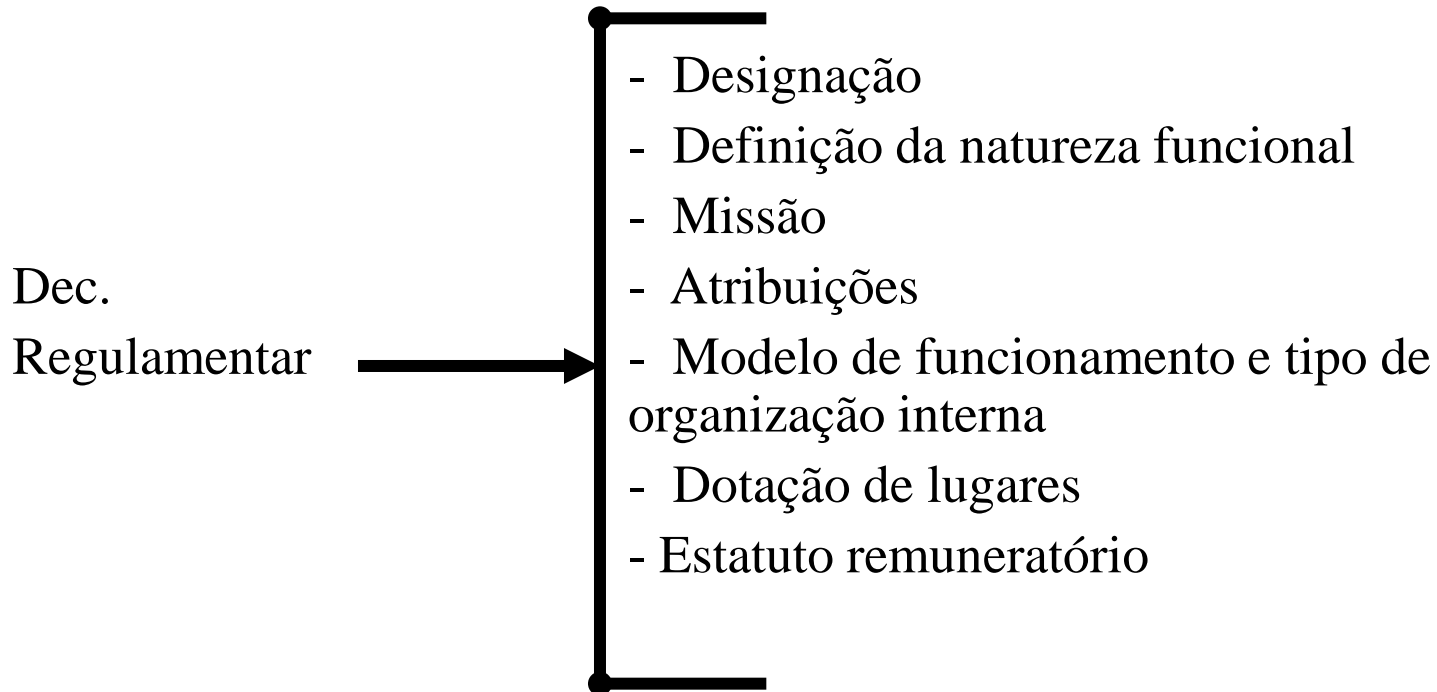 - Designação
- Definição da natureza funcional
- Missão
Dec.
- Atribuições
Regulamentar
- Modelo de funcionamento e tipo de
organização interna
- Dotação de lugares
- Estatuto remuneratório